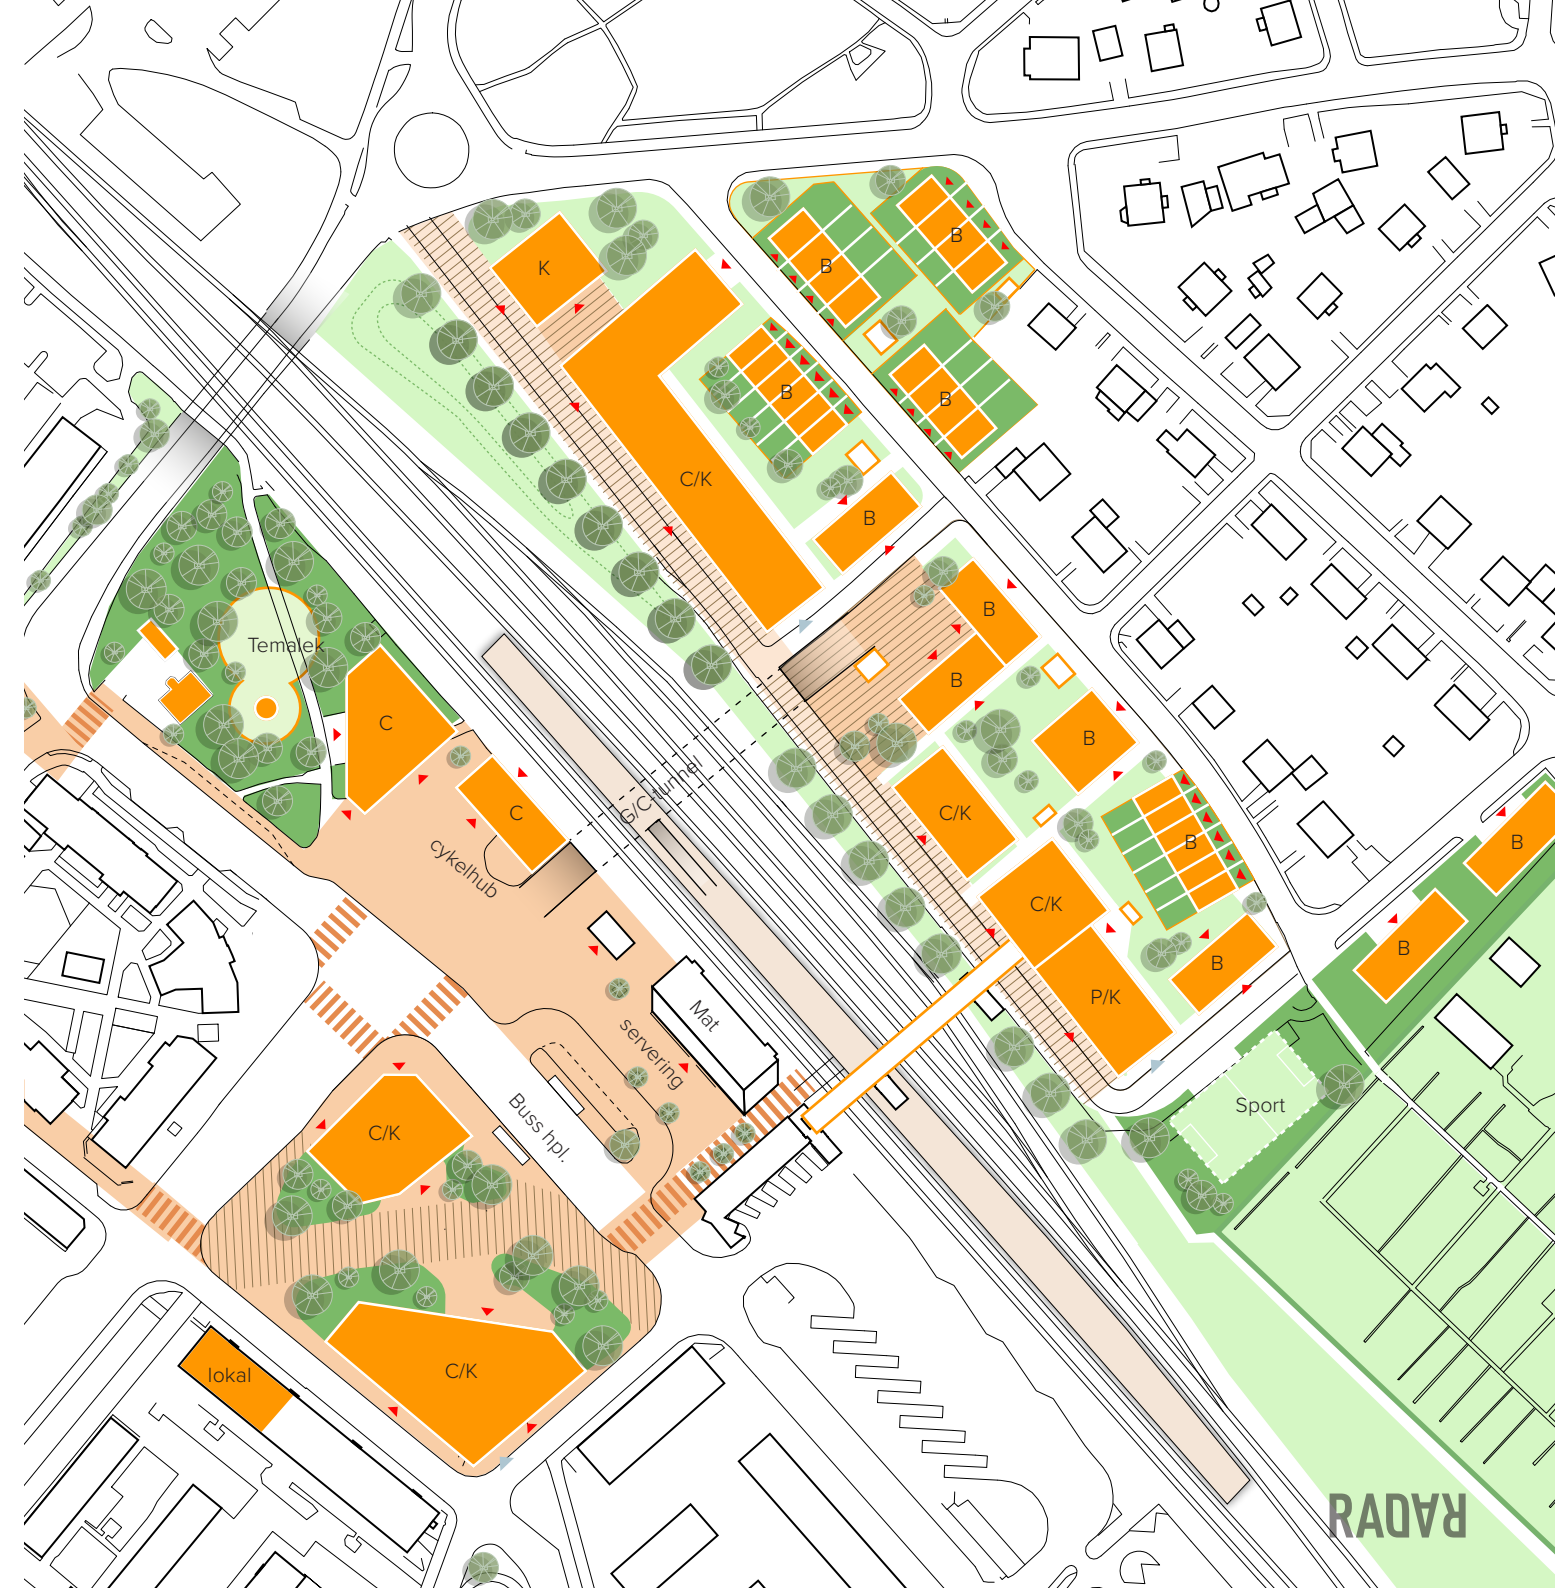 B
K
B
B
B
C/K
B
B
Temalek
B
C
B
G/C-tunnel
C
C/K
B
B
cykelhub
C/K
B
B
P/K
Mat
servering
Sport
Buss hpl.
C/K
C/K
lokal
RADAR